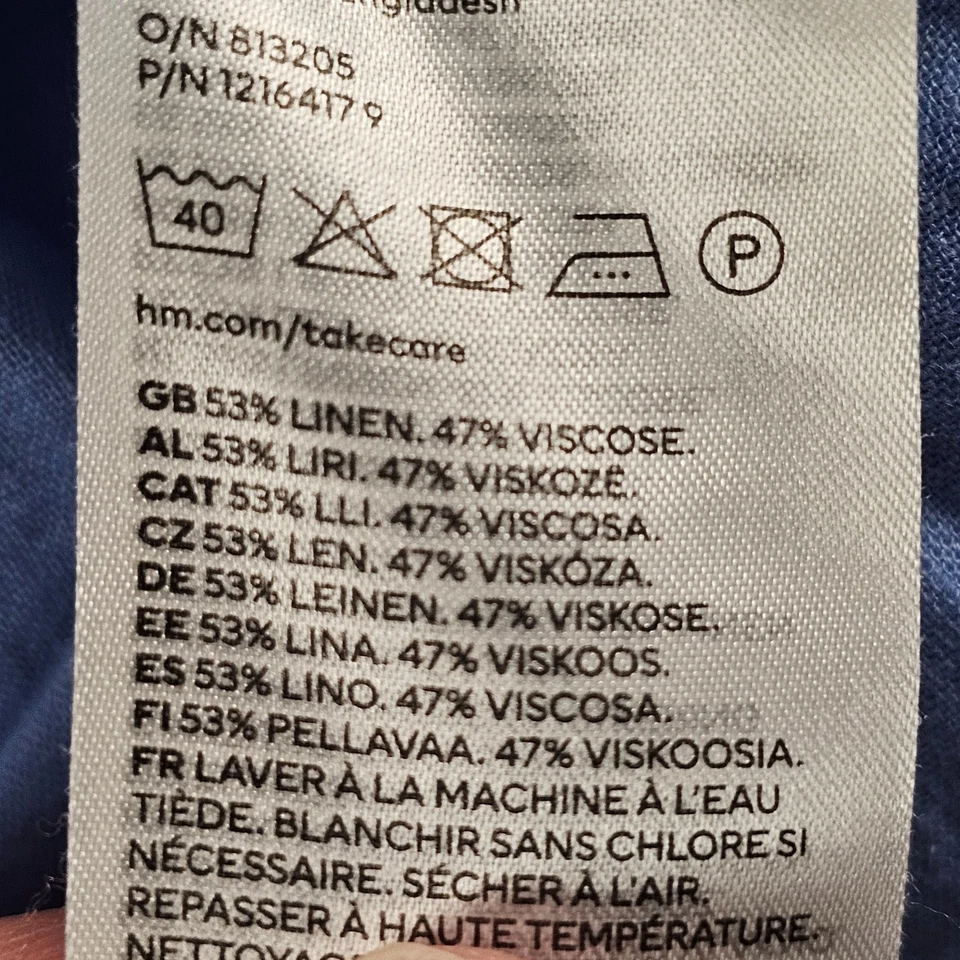 O/N 813205
P/N 1216417 9
40
P
hm.com/takecare
GB 53% LINEN. 47% VISCOSE.
AL 53% LIRI. 47% VISKOZË.
CAT 53% LLI. 47% VISCOSA.
CZ 53% LEN. 47% VISKÓZA.
DE 53% LEINEN. 47% VISKOSE.
EE 53% LINA. 47% VISKOOS.
ES 53% LINO. 47% VISCOSA.
FI 53% PELLAVAA. 47% VISKOOSIA.
FR LAVER À LA MACHINE À L'EAU
TIÈDE. BLANCHIR SANS CHLORE SI
NÉCESSAIRE. SÉCHER À L'AIR.
REPASSER À HAUTE TEMPÉRATURE.